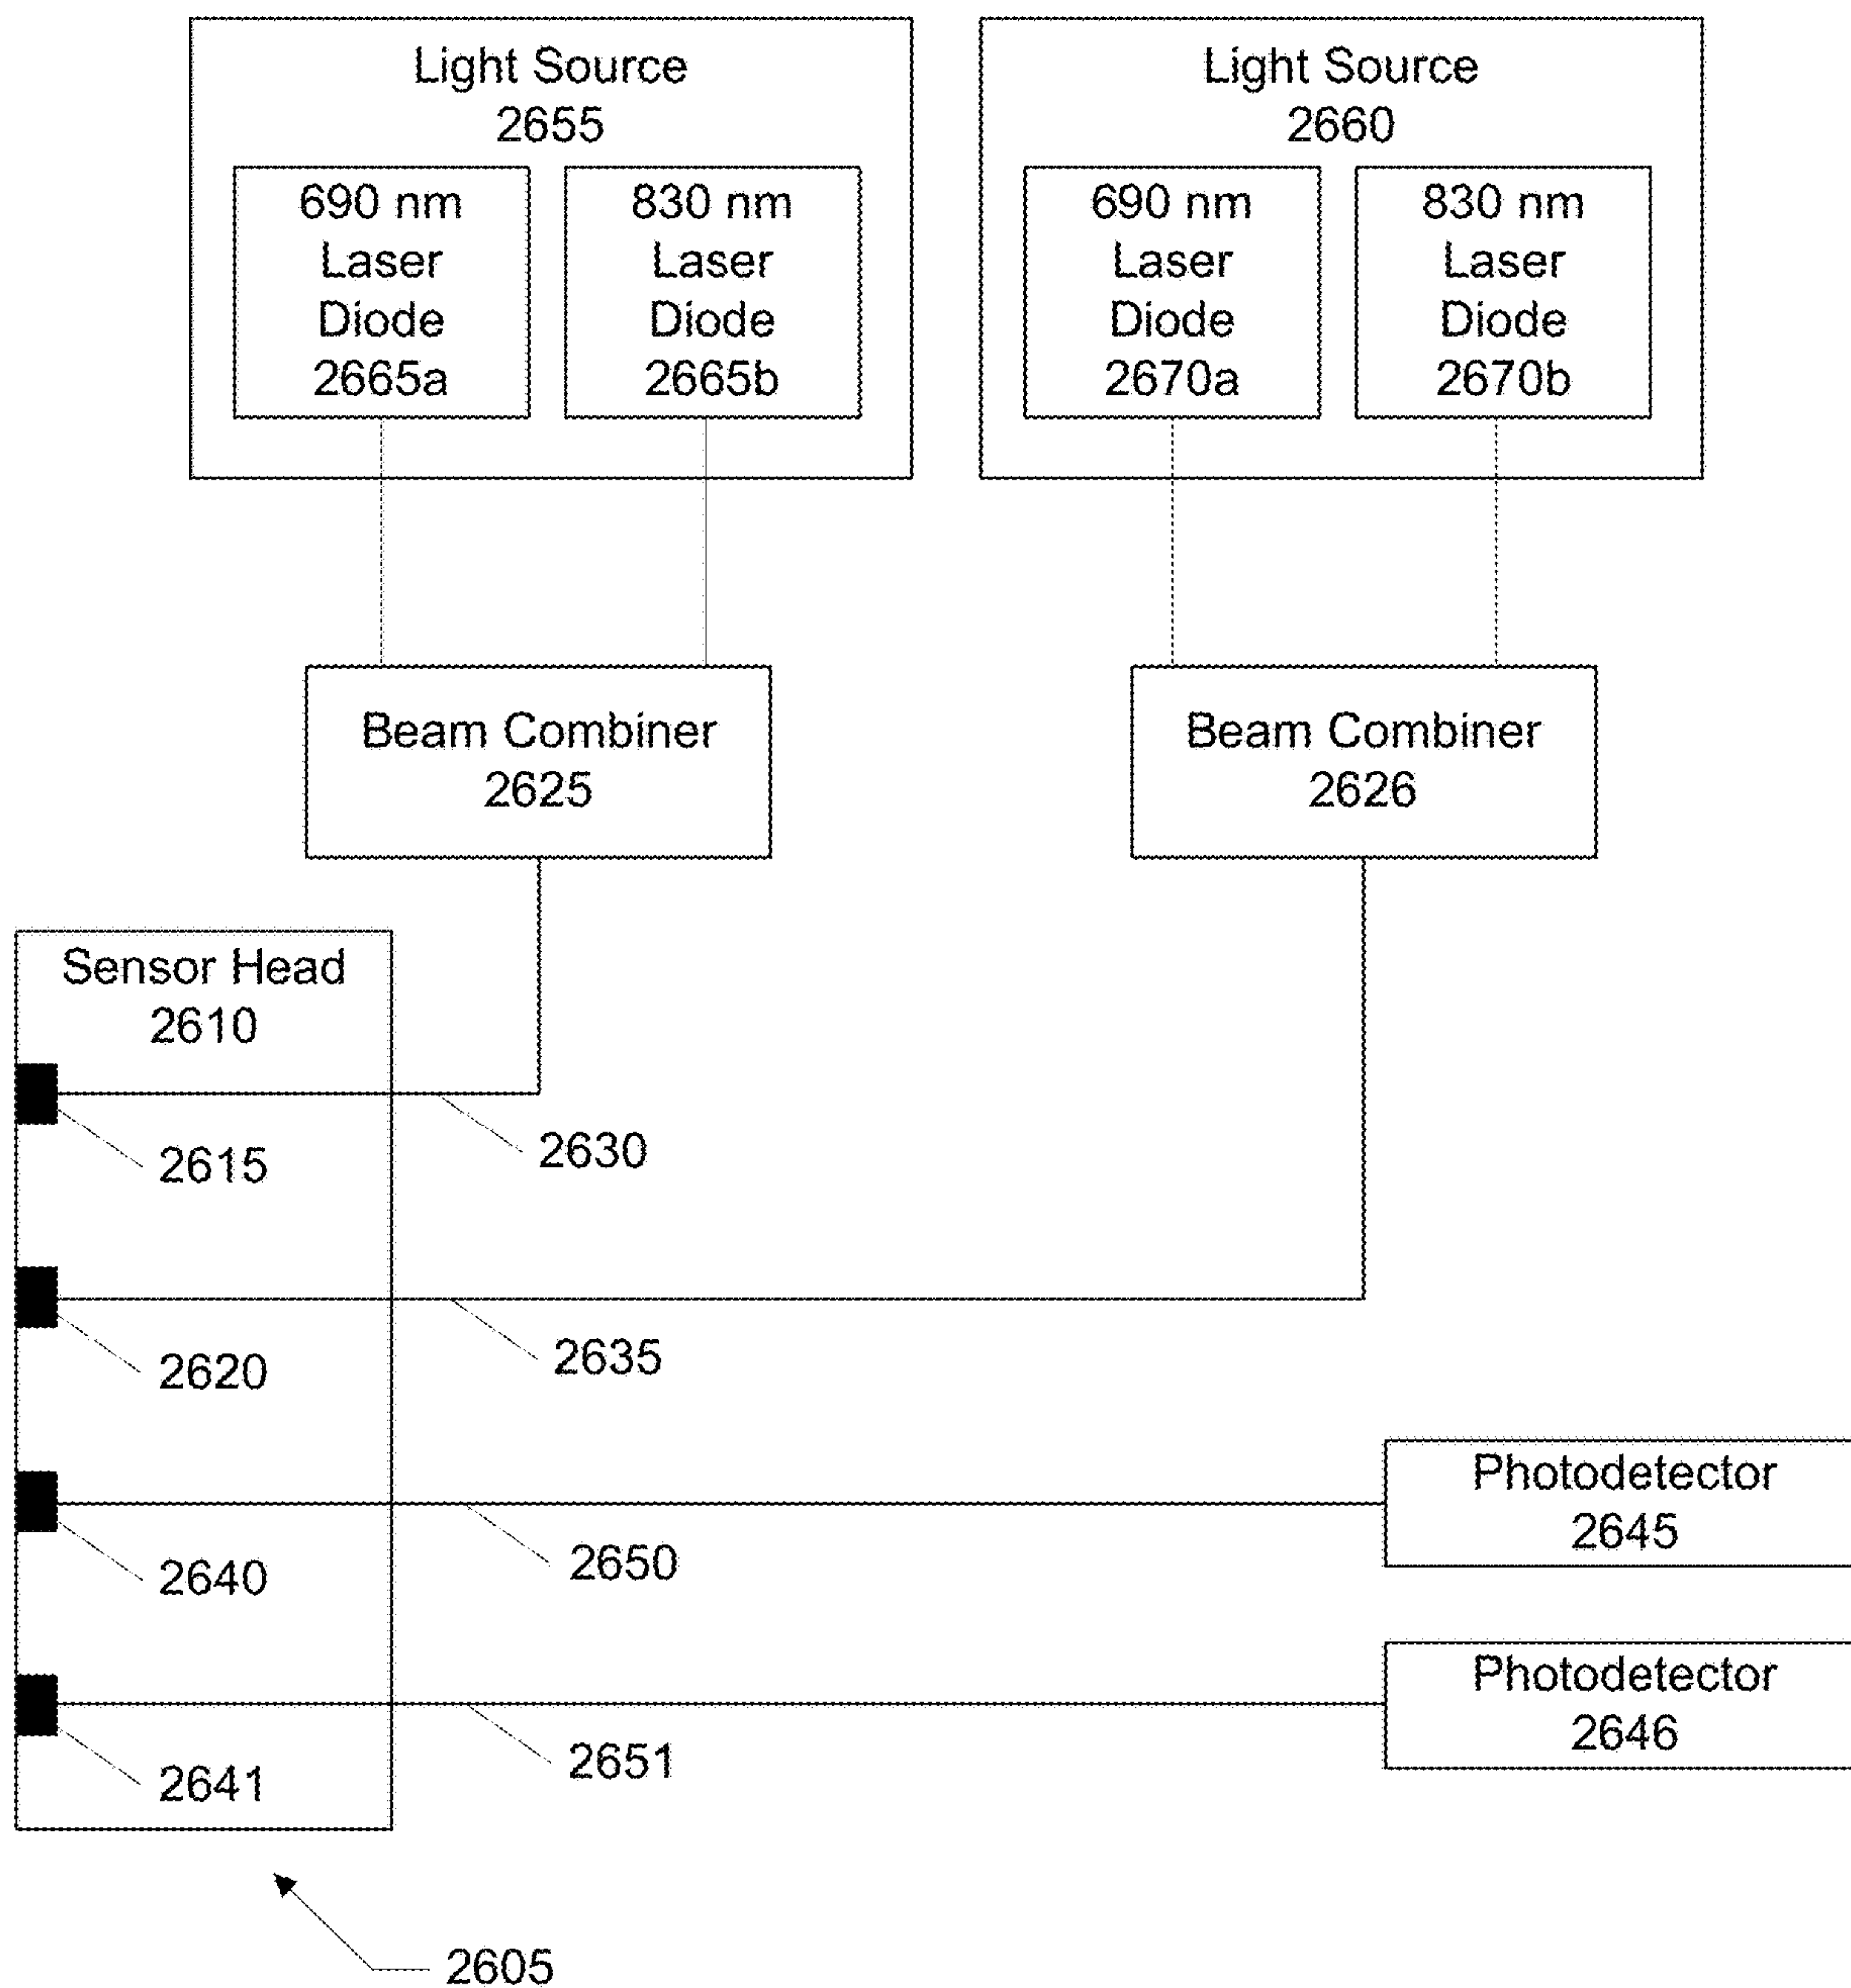 Light Source
2655
690 nm
Laser
Diode
2665a
830 nm
Laser
Diode
2665b
Light Source
2660
690 nm
Laser
Diode
2670a
830 nm
Laser
Diode
2670b
Beam Combiner
2625
Beam Combiner
2626
Sensor Head
2610
2615
2630
2620
2635
2640
2650
Photodetector
2645
2641
2651
Photodetector
2646
2605